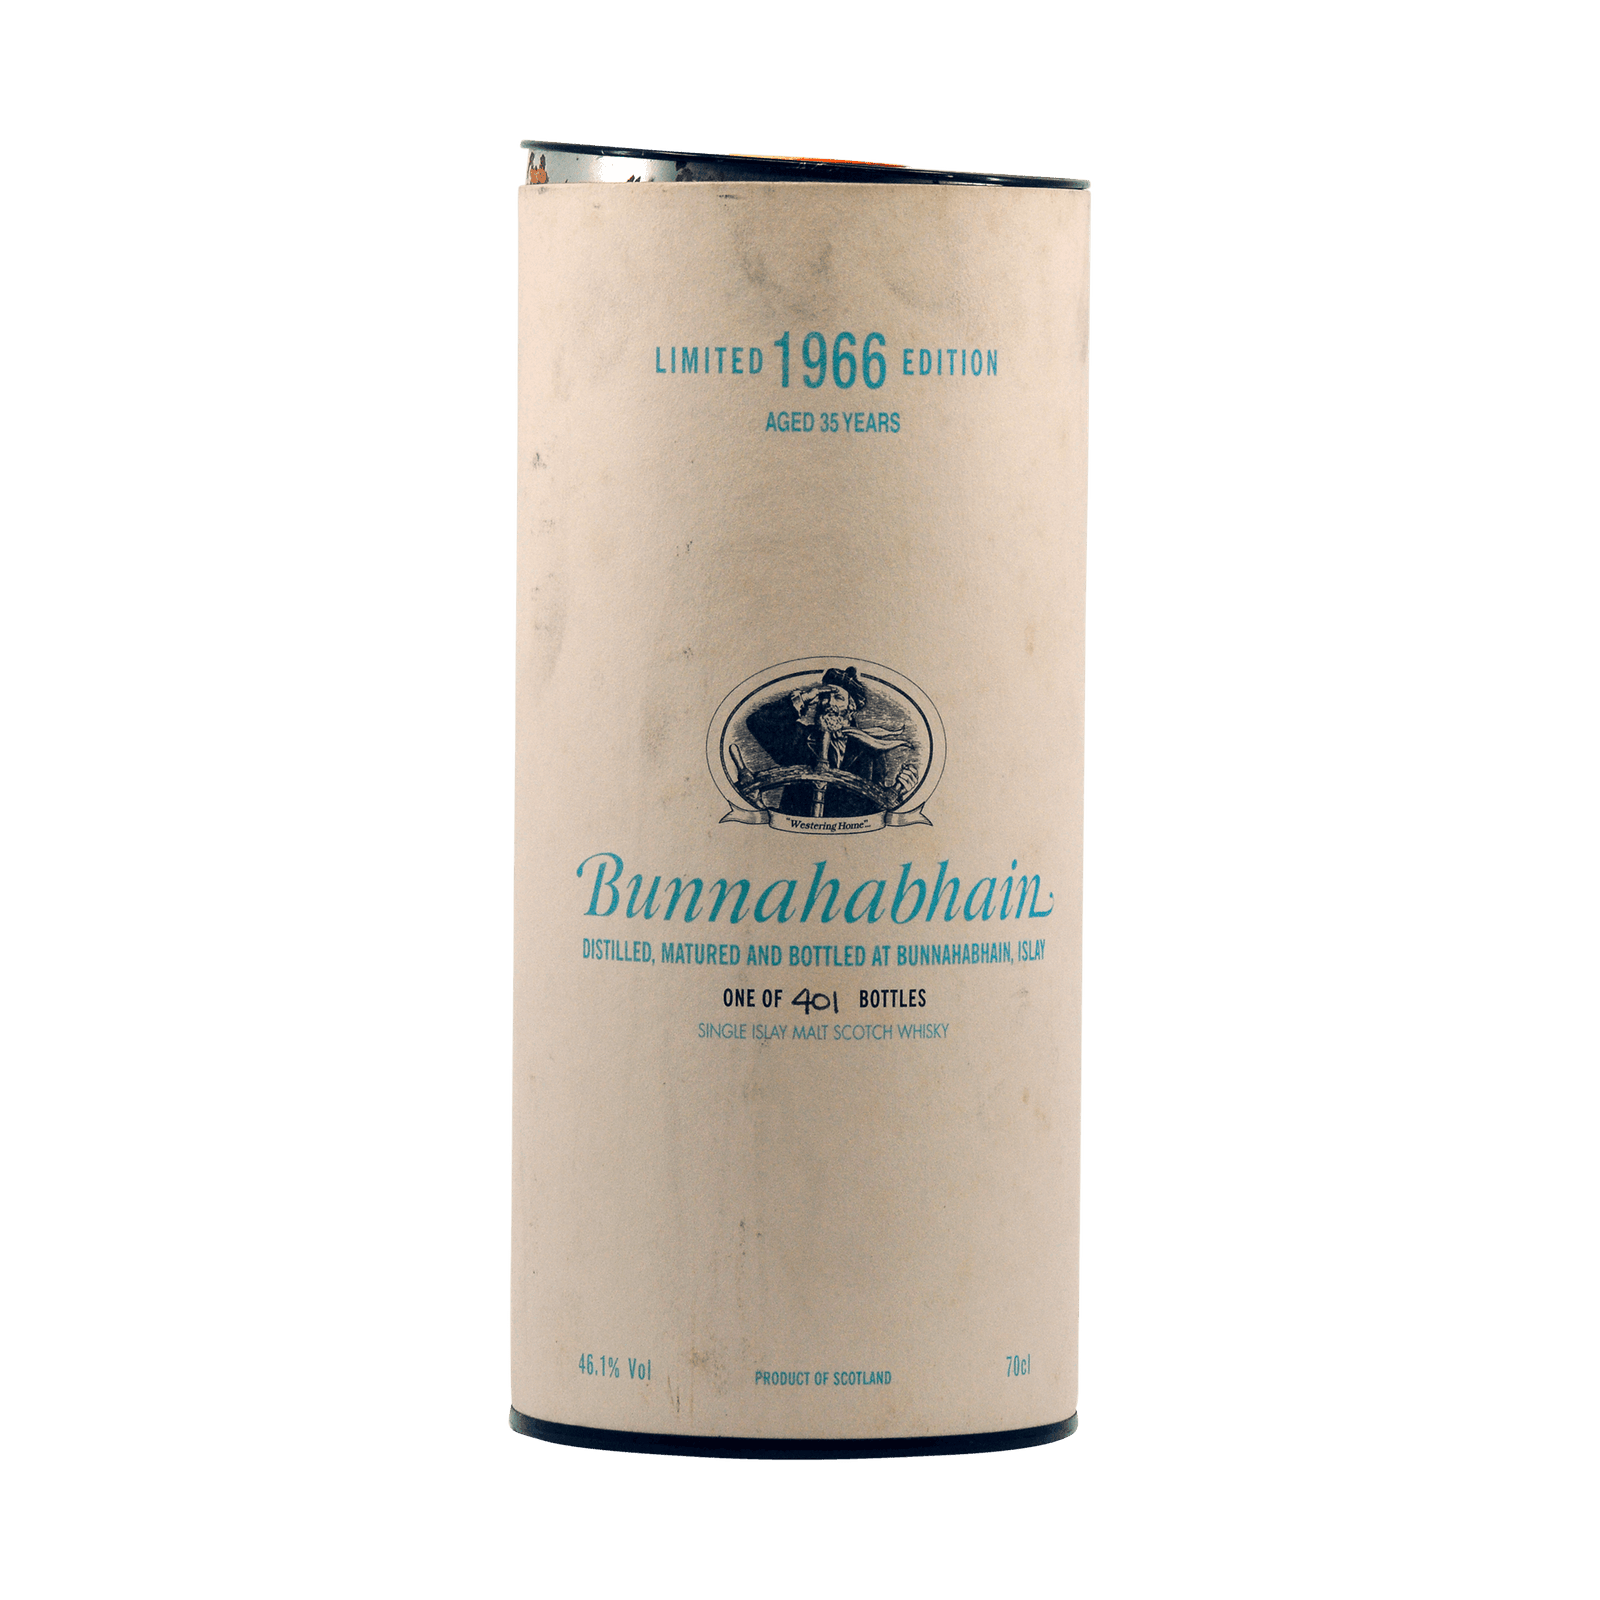 LIMITED 1966 EDITION
AGED 35 YEARS
"Westering Home"...
Bunnahabhain
DISTILLED, MATURED AND BOTTLED AT BUNNAHABHAIN, ISLAY
ONE OF 401 BOTTLES
SINGLE ISLAY MALT SCOTCH WHISKY
46.1% Vol PRODUCT OF SCOTLAND 70cl